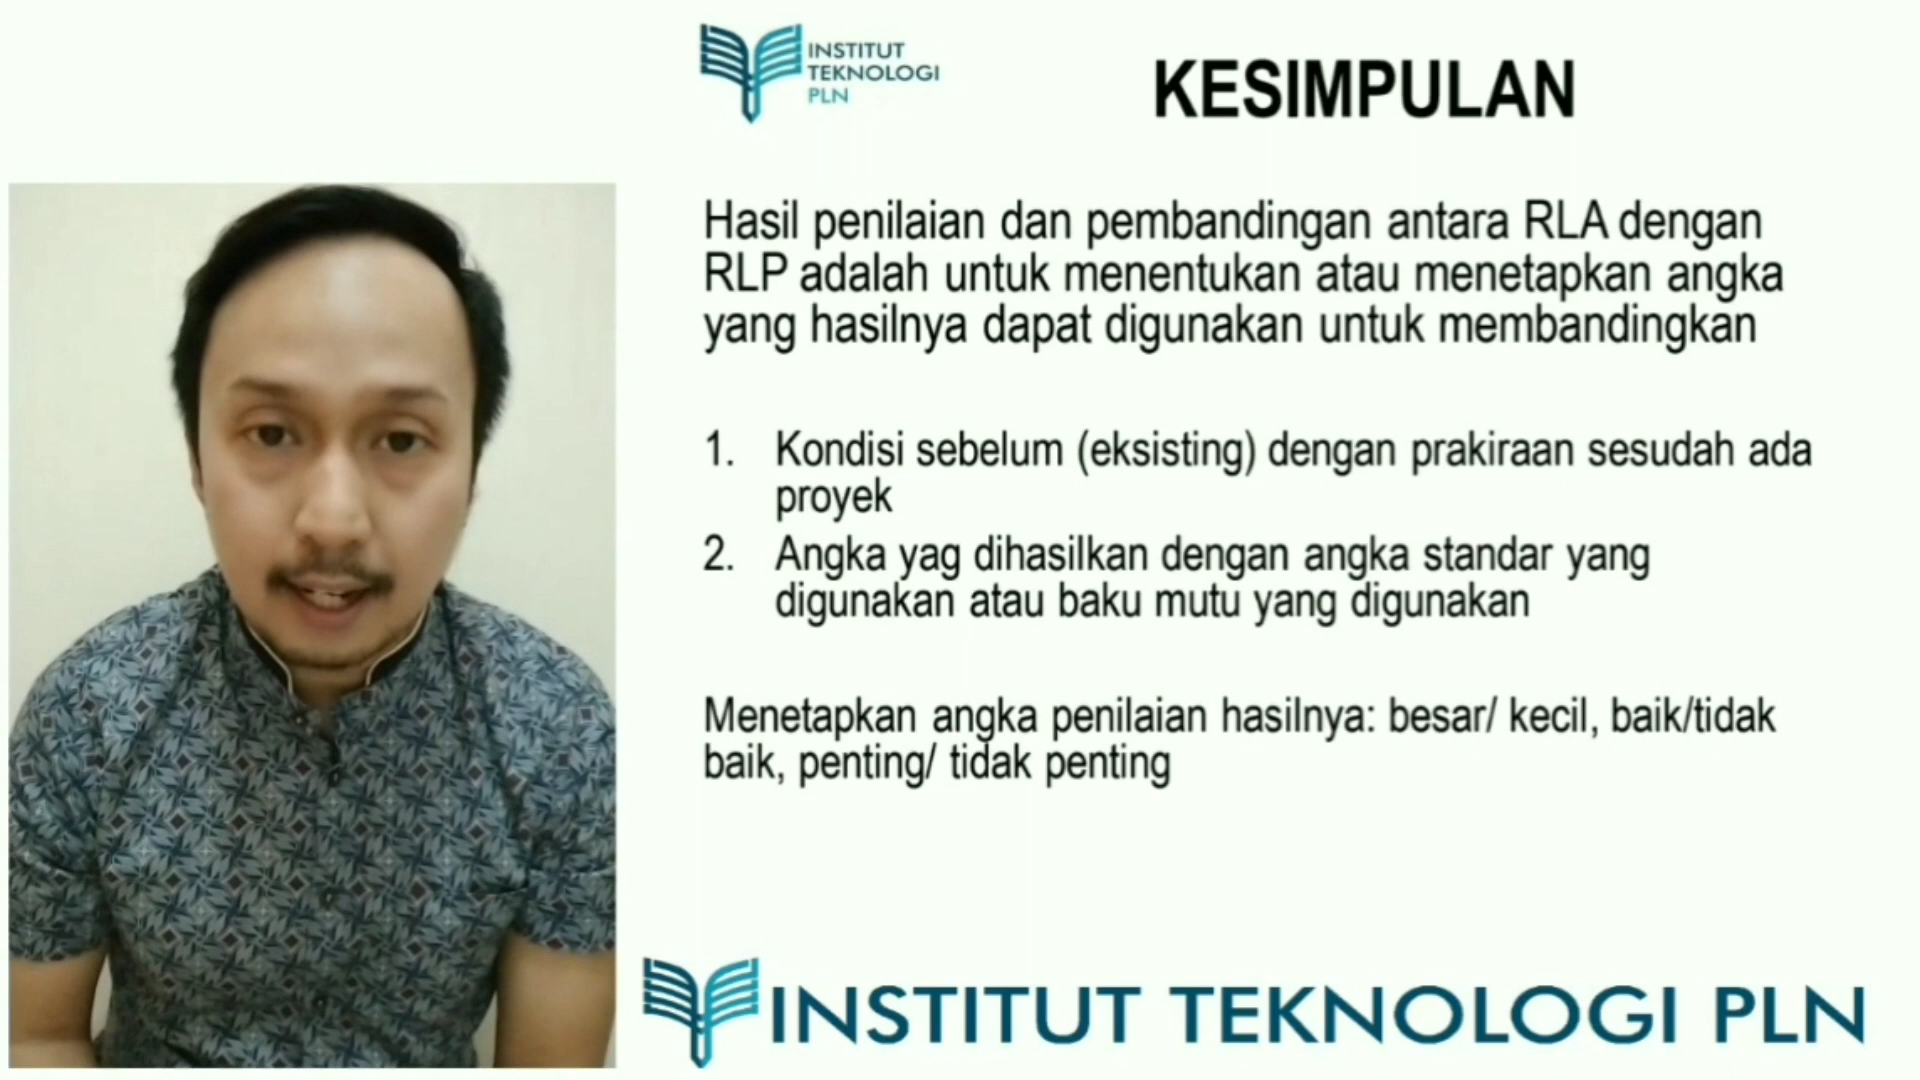 INSTITUT
TEKNOLOGI
PLN
KESIMPULAN
Hasil penilaian dan pembandingan antara RLA dengan
RLP adalah untuk menentukan atau menetapkan angka
yang hasilnya dapat digunakan untuk membandingkan
1. Kondisi sebelum (eksisting) dengan prakiraan sesudah ada
proyek
2. Angka yag dihasilkan dengan angka standar yang
digunakan atau baku mutu yang digunakan
Menetapkan angka penilaian hasilnya: besar/ kecil, baik/tidak
baik, penting/ tidak penting
INSTITUT TEKNOLOGI PLN